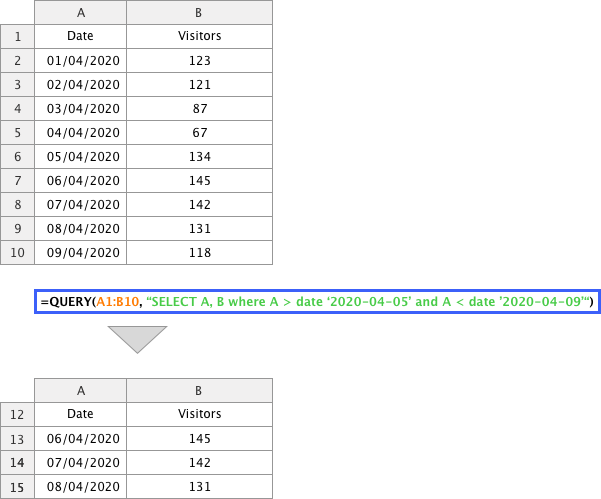 A B
1 Date Visitors
2 01/04/2020 123
3 02/04/2020 121
4 03/04/2020 87
5 04/04/2020 67
6 05/04/2020 134
7 06/04/2020 145
8 07/04/2020 142
9 08/04/2020 131
10 09/04/2020 118
=QUERY(A1:B10, “SELECT A, B where A > date ‘2020-04-05’ and A < date ’2020-04-09’“)
A B
12 Date Visitors
13 06/04/2020 145
14 07/04/2020 142
15 08/04/2020 131